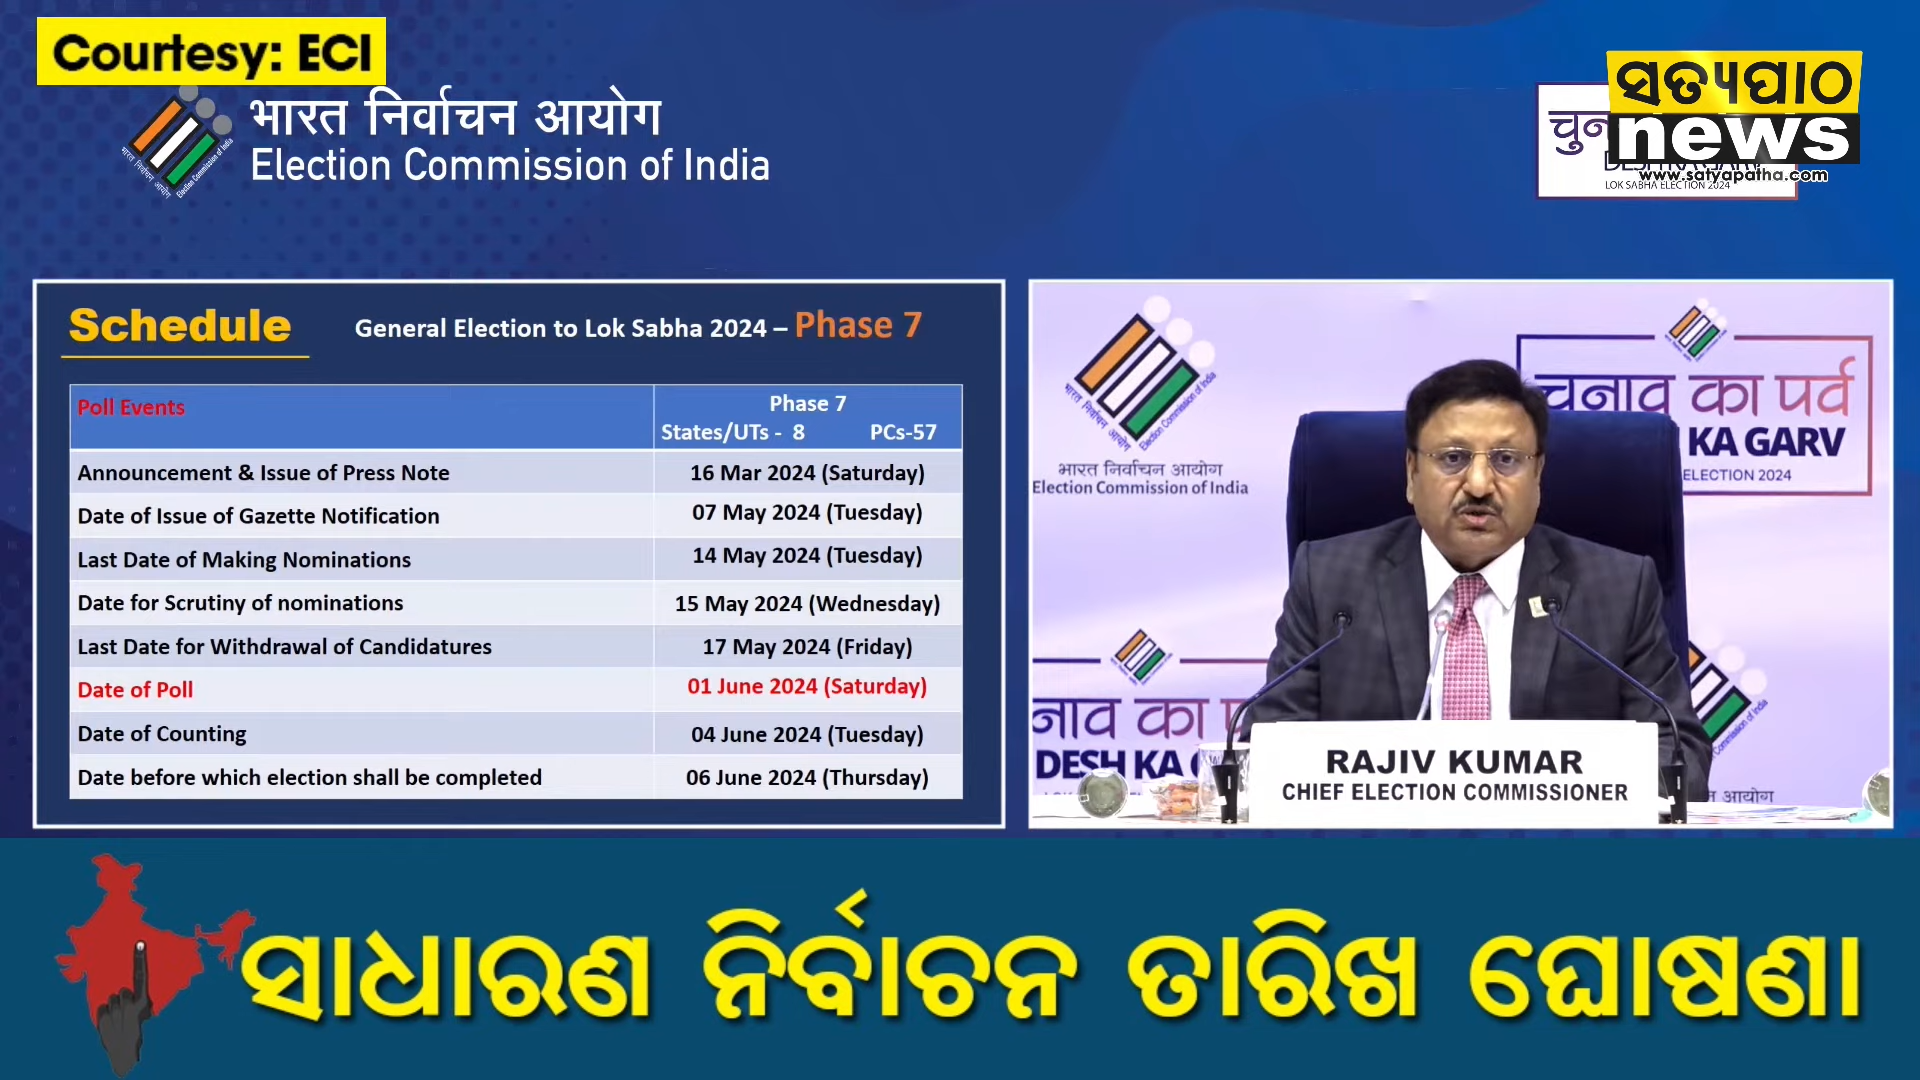 Courtesy: ECI
भारत निर्वाचन आयोग
Election Commission of India
ସତ୍ୟପାଠ
news
www.satyapatha.com
LOK SABHA ELECTION 2024
Schedule
General Election to Lok Sabha 2024 – Phase 7
Poll Events
Phase 7
States/UTs - 8 PCs-57
Announcement & Issue of Press Note 16 Mar 2024 (Saturday)
Date of Issue of Gazette Notification 07 May 2024 (Tuesday)
Last Date of Making Nominations 14 May 2024 (Tuesday)
Date for Scrutiny of nominations 15 May 2024 (Wednesday)
Last Date for Withdrawal of Candidatures 17 May 2024 (Friday)
Date of Poll 01 June 2024 (Saturday)
Date of Counting 04 June 2024 (Tuesday)
Date before which election shall be completed 06 June 2024 (Thursday)
भारत निर्वाचन आयोग
Election Commission of India
चुनाव का पर्व
KA GARV
ELECTION 2024
का
DESH KA
आयोग
RAJIV KUMAR
CHIEF ELECTION COMMISSIONER
ସାଧାରଣ ନିର୍ବାଚନ ତାରିଖ ଘୋଷଣା